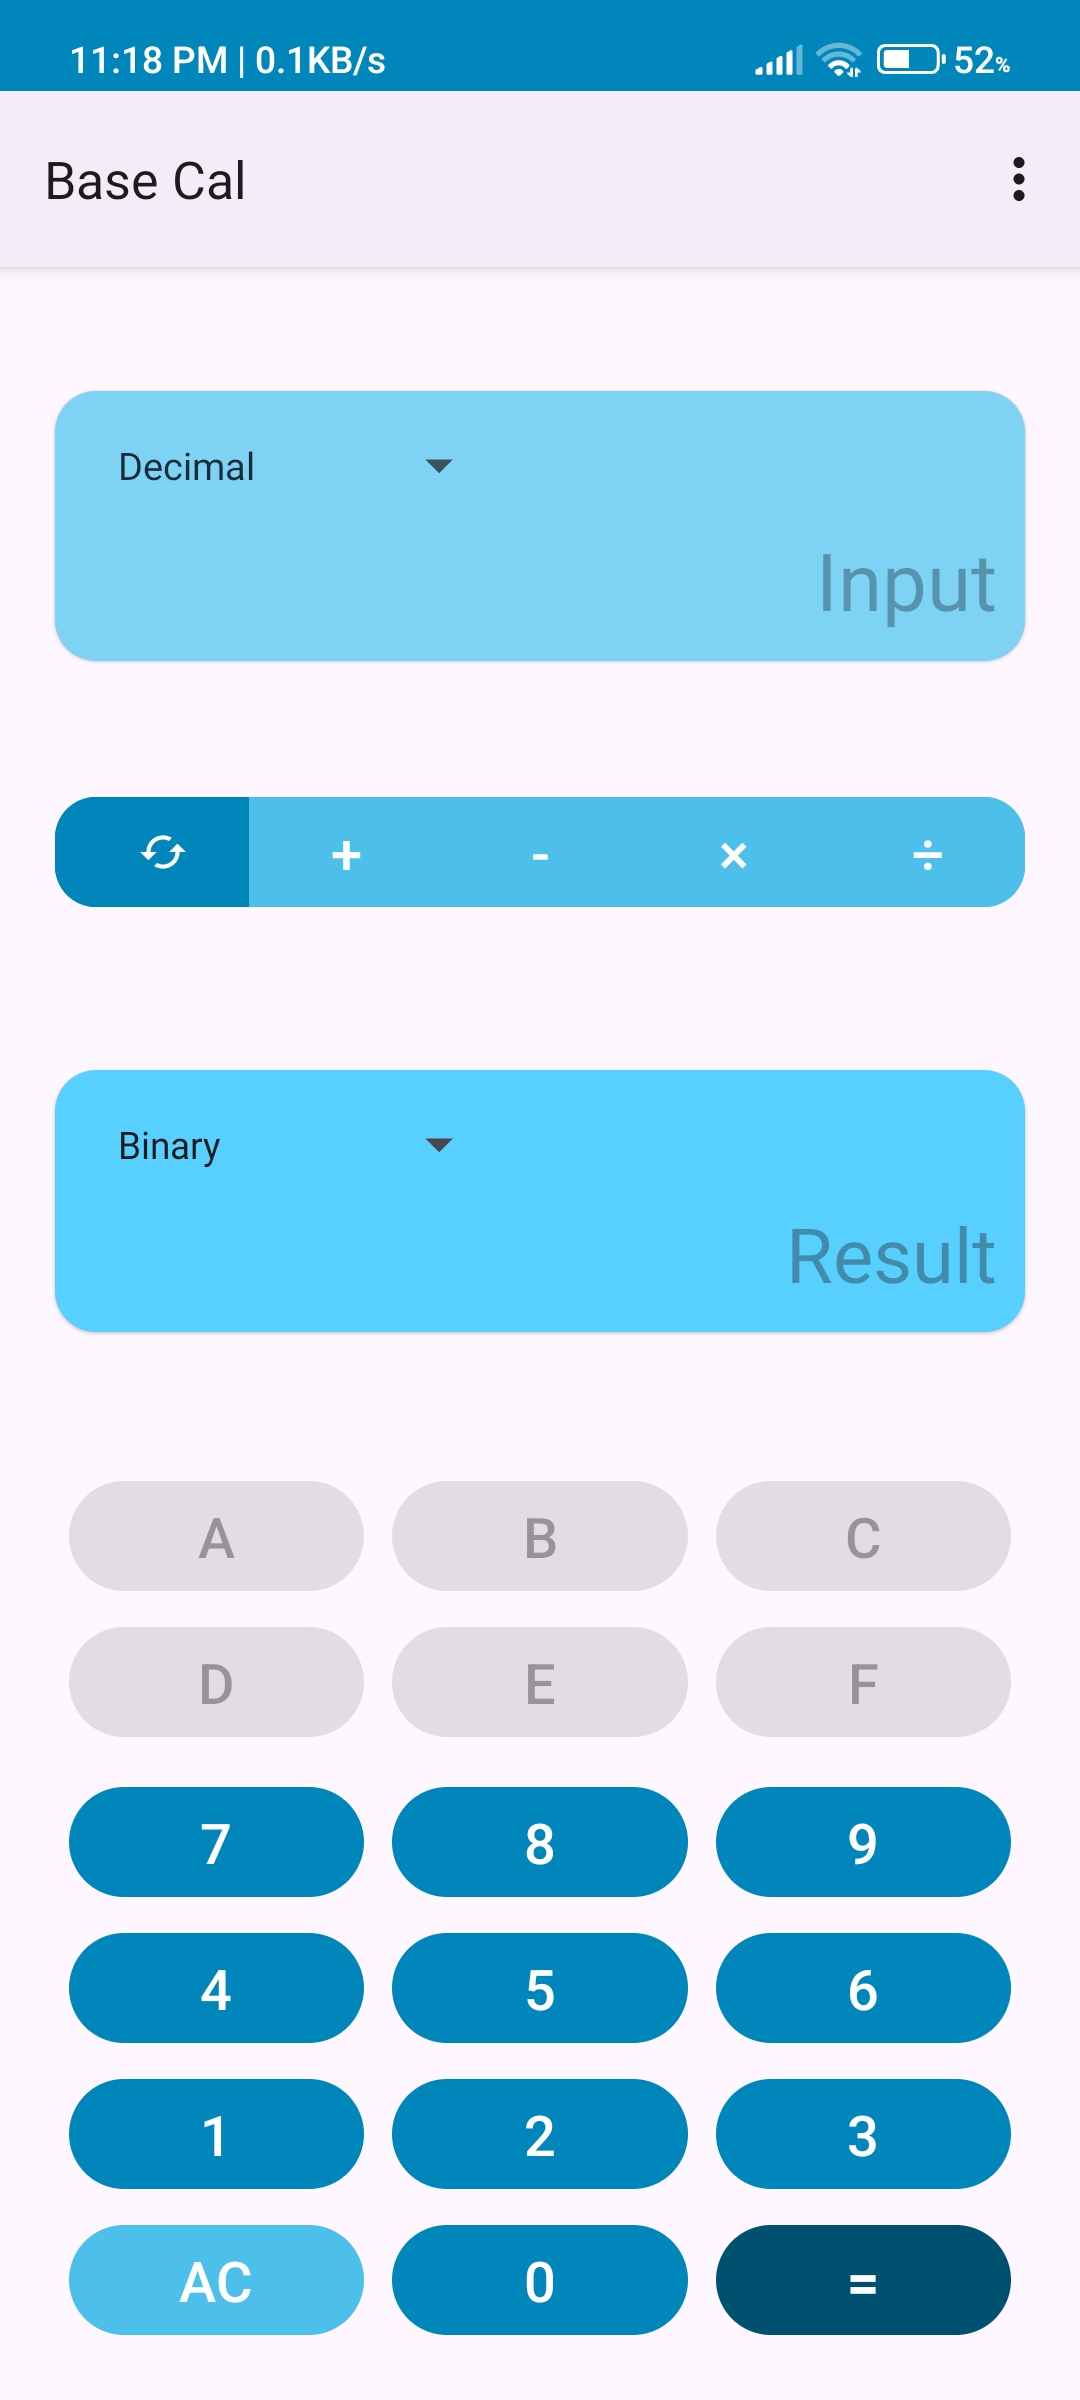 11:18 PM | 0.1KB/s 52%
Base Cal
Decimal
Input
+ - × ÷
Binary
Result
A B C
D E F
7 8 9
4 5 6
1 2 3
AC 0 =